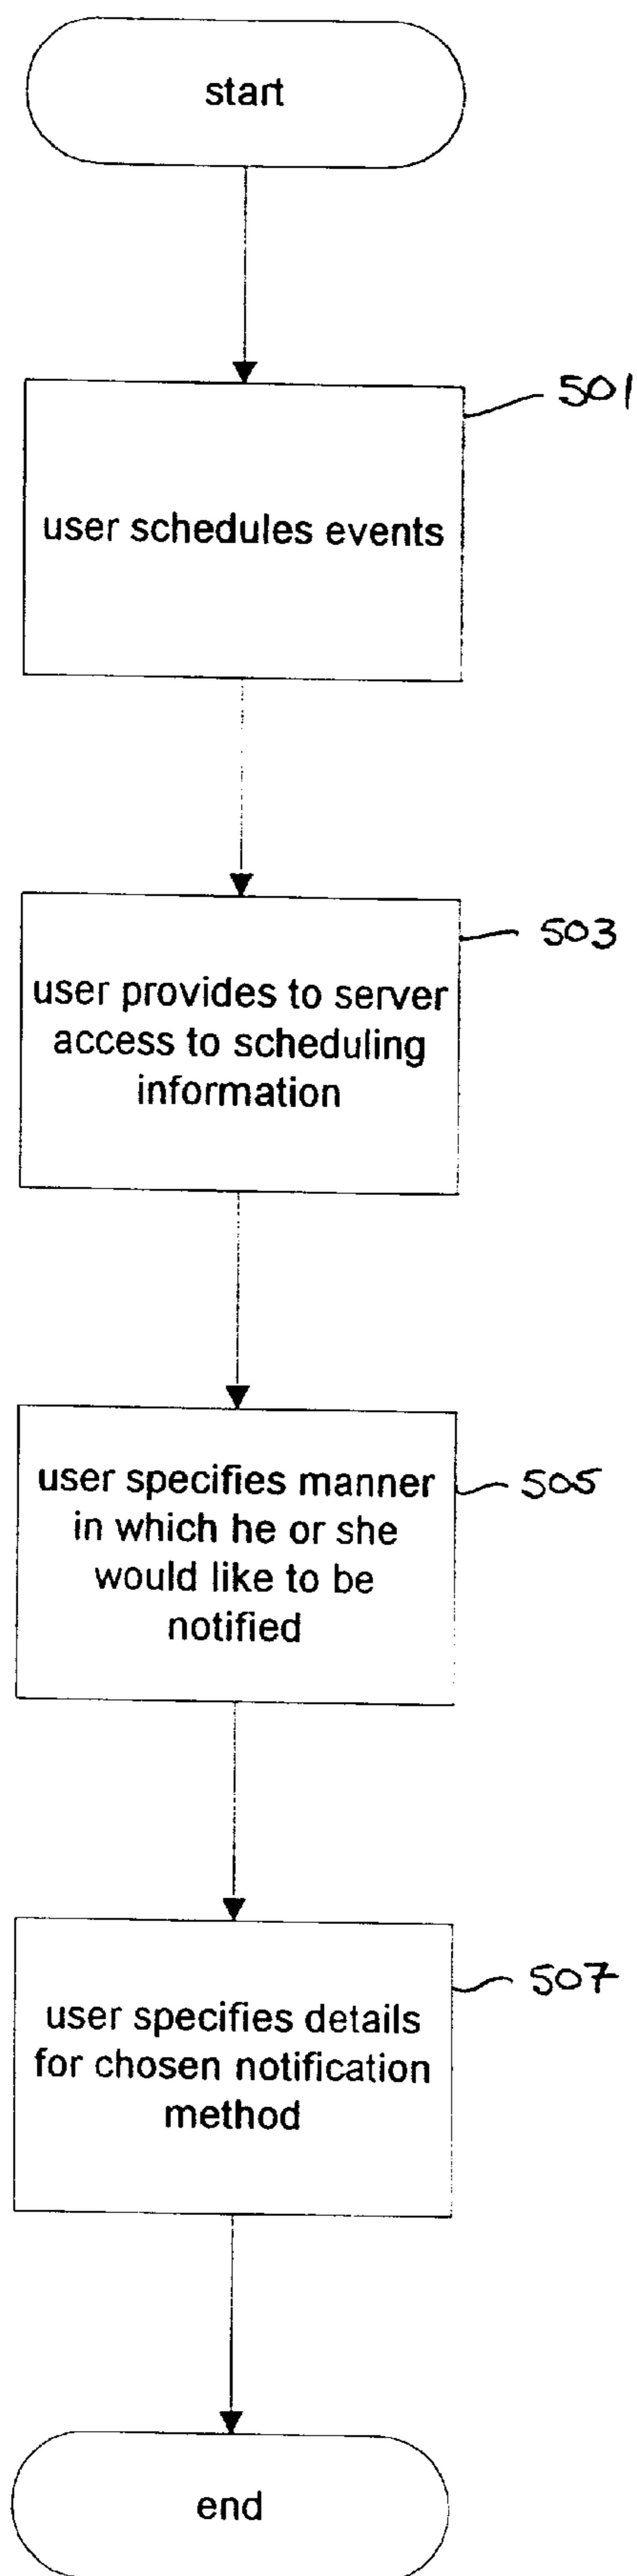 start
501
user schedules events
503
user provides to server
access to scheduling
information
505
user specifies manner
in which he or she
would like to be
notified
507
user specifies details
for chosen notification
method
end